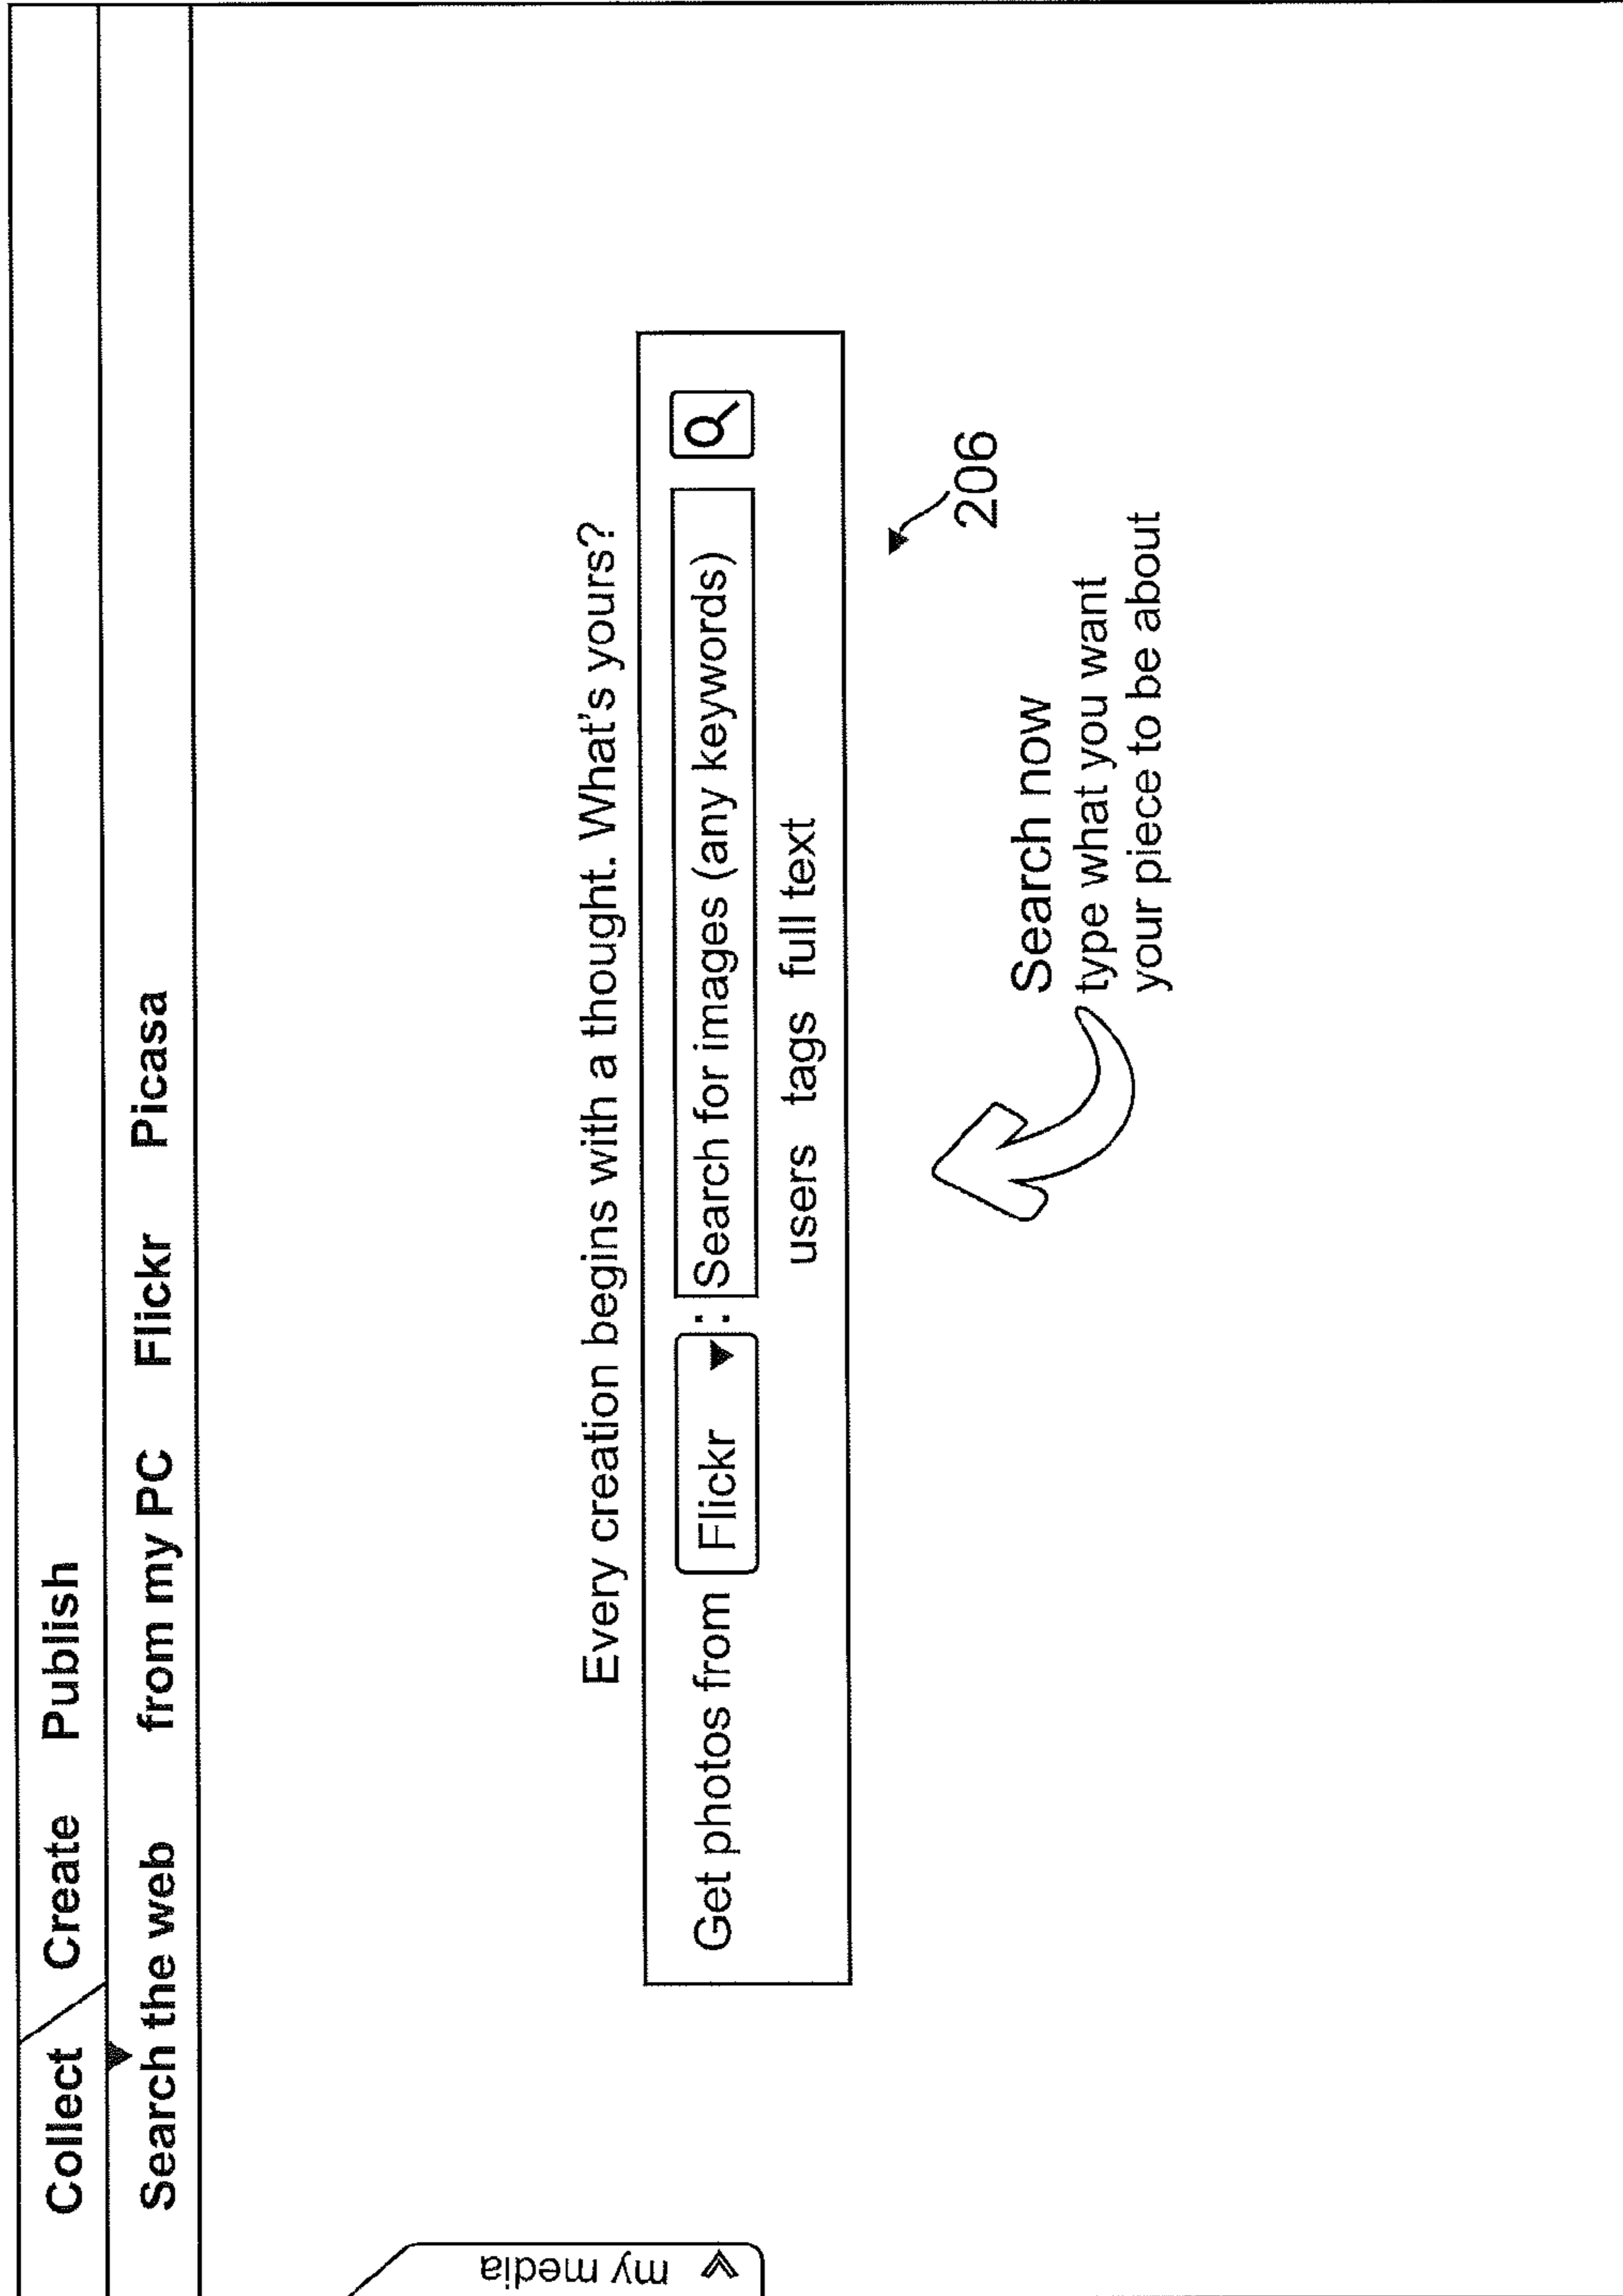 Collect Create Publish
Search the web from my PC Flickr Picasa
my media
Every creation begins with a thought. What's yours?
Get photos from Flickr : Search for images (any keywords)
users tags full text
206
Search now
type what you want
your piece to be about